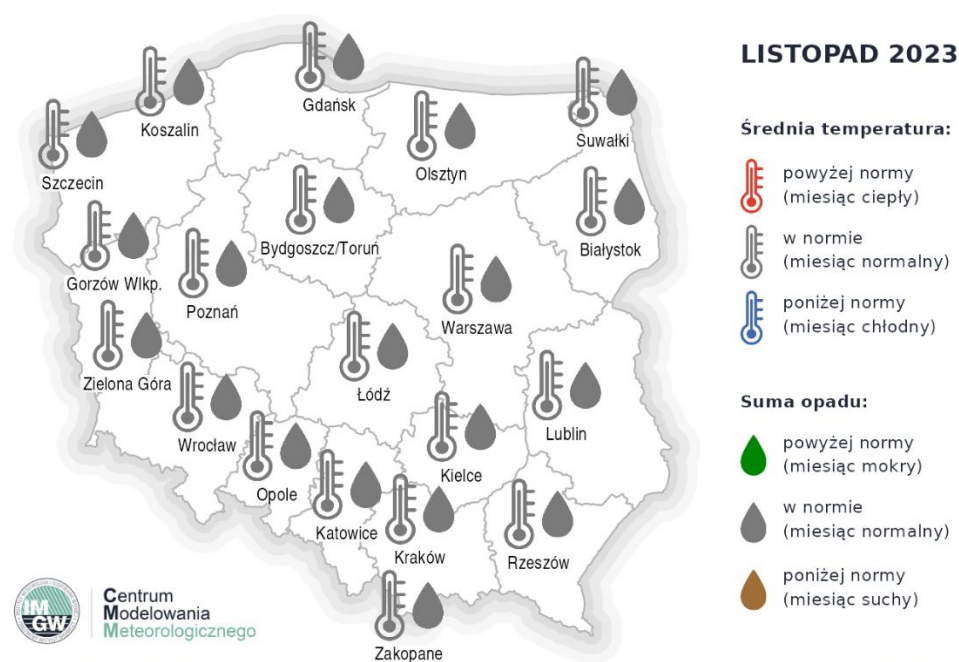 LISTOPAD 2023
Gdańsk
Koszalin
Suwałki
Szczecin
Olsztyn
Bydgoszcz/Toruń
Białystok
Gorzów Wlkp.
Poznań
Warszawa
Zielona Góra
Łódź
Wrocław
Lublin
Kielce
Opole
Katowice
Kraków
Rzeszów
Zakopane
Średnia temperatura:
powyżej normy
(miesiąc ciepły)
w normie
(miesiąc normalny)
poniżej normy
(miesiąc chłodny)
Suma opadu:
powyżej normy
(miesiąc mokry)
w normie
(miesiąc normalny)
poniżej normy
(miesiąc suchy)
IM
GW
Centrum
Modelowania
Meteorologicznego